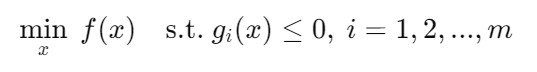 min_x f(x) s.t. g_i(x) ≤ 0, i = 1, 2, ..., m